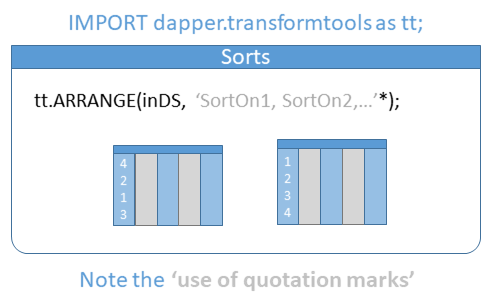 IMPORT dapper.transformtools as tt;
Sorts
tt.ARRANGE(inDS, ‘SortOn1, SortOn2,...’*);
4
2
1
3
1
2
3
4
Note the ‘use of quotation marks’